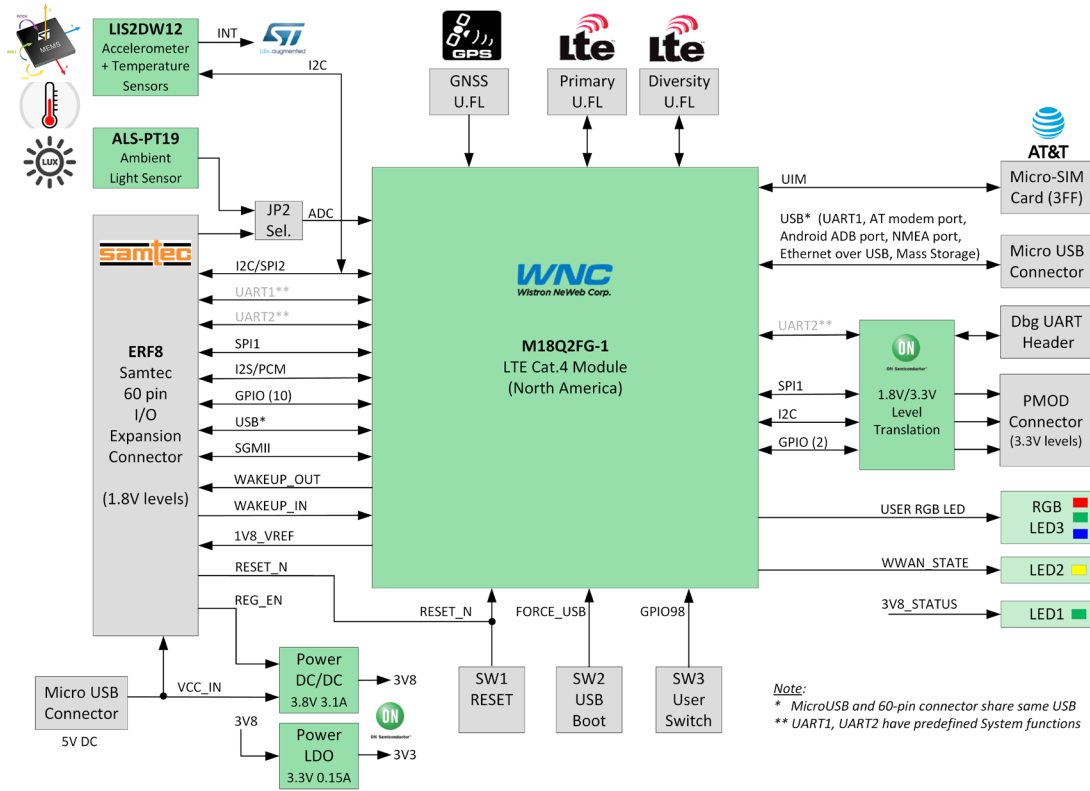 PITCH
ROLL
MEMS
LUX
LIS2DW12
Accelerometer
+ Temperature
Sensors
INT
life.augmented
I2C
ALS-PT19
Ambient
Light Sensor
JP2
Sel.
ADC
GPS
GNSS
U.FL
Lte
Primary
U.FL
Lte
Diversity
U.FL
AT&T
Micro-SIM
Card (3FF)
UIM
USB* (UART1, AT modem port,
Android ADB port, NMEA port,
Ethernet over USB, Mass Storage)
Micro USB
Connector
samtec
ERF8
Samtec
60 pin
I/O
Expansion
Connector
(1.8V levels)
I2C/SPI2
UART1**
UART2**
SPI1
I2S/PCM
GPIO (10)
USB*
SGMII
WAKEUP_OUT
WAKEUP_IN
1V8_VREF
RESET_N
REG_EN
WNC
Wistron NeWeb Corp.
M18Q2FG-1
LTE Cat.4 Module
(North America)
UART2**
SPI1
I2C
GPIO (2)
ON
ON Semiconductor
1.8V/3.3V
Level
Translation
Dbg UART
Header
PMOD
Connector
(3.3V levels)
USER RGB LED
RGB
LED3
WWAN_STATE
LED2
3V8_STATUS
LED1
RESET_N
FORCE_USB
GPIO98
SW1
RESET
SW2
USB
Boot
SW3
User
Switch
Micro USB
Connector
5V DC
VCC_IN
Power
DC/DC
3.8V 3.1A
3V8
3V8
Power
LDO
3.3V 0.15A
3V3
ON
ON Semiconductor
Note:
* MicroUSB and 60-pin connector share same USB
** UART1, UART2 have predefined System functions